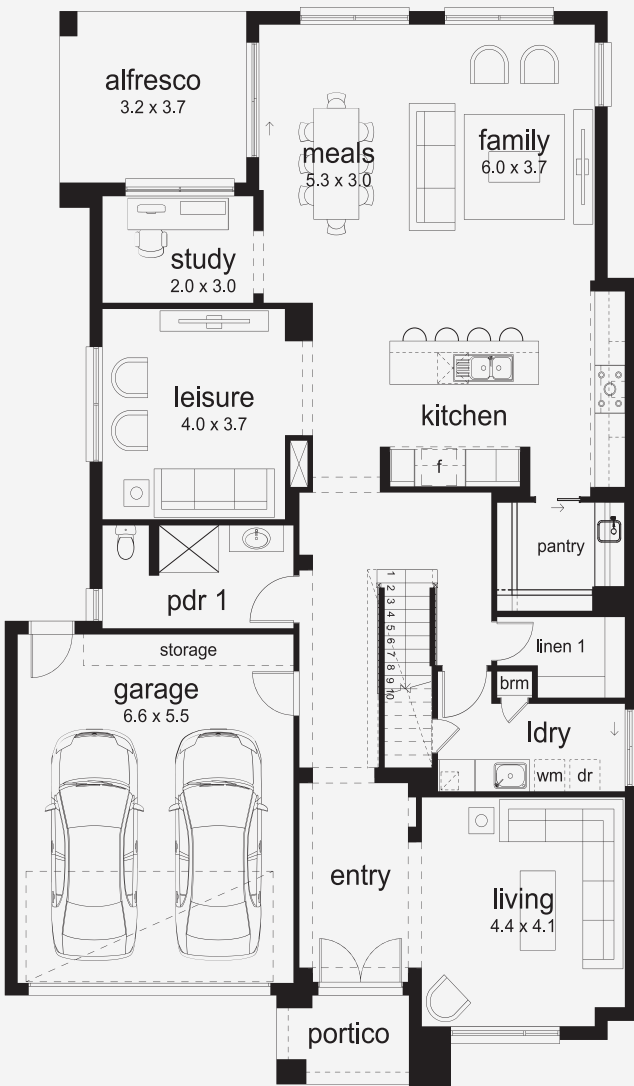 alfresco
3.2 x 3.7
meals
5.3 x 3.0
family
6.0 x 3.7
study
2.0 x 3.0
leisure
4.0 x 3.7
kitchen
f
pantry
pdr 1
1
2
3
4
5
6
7
8
9
10
linen 1
brm
storage
garage
6.6 x 5.5
ldry
wm
dr
entry
living
4.4 x 4.1
portico